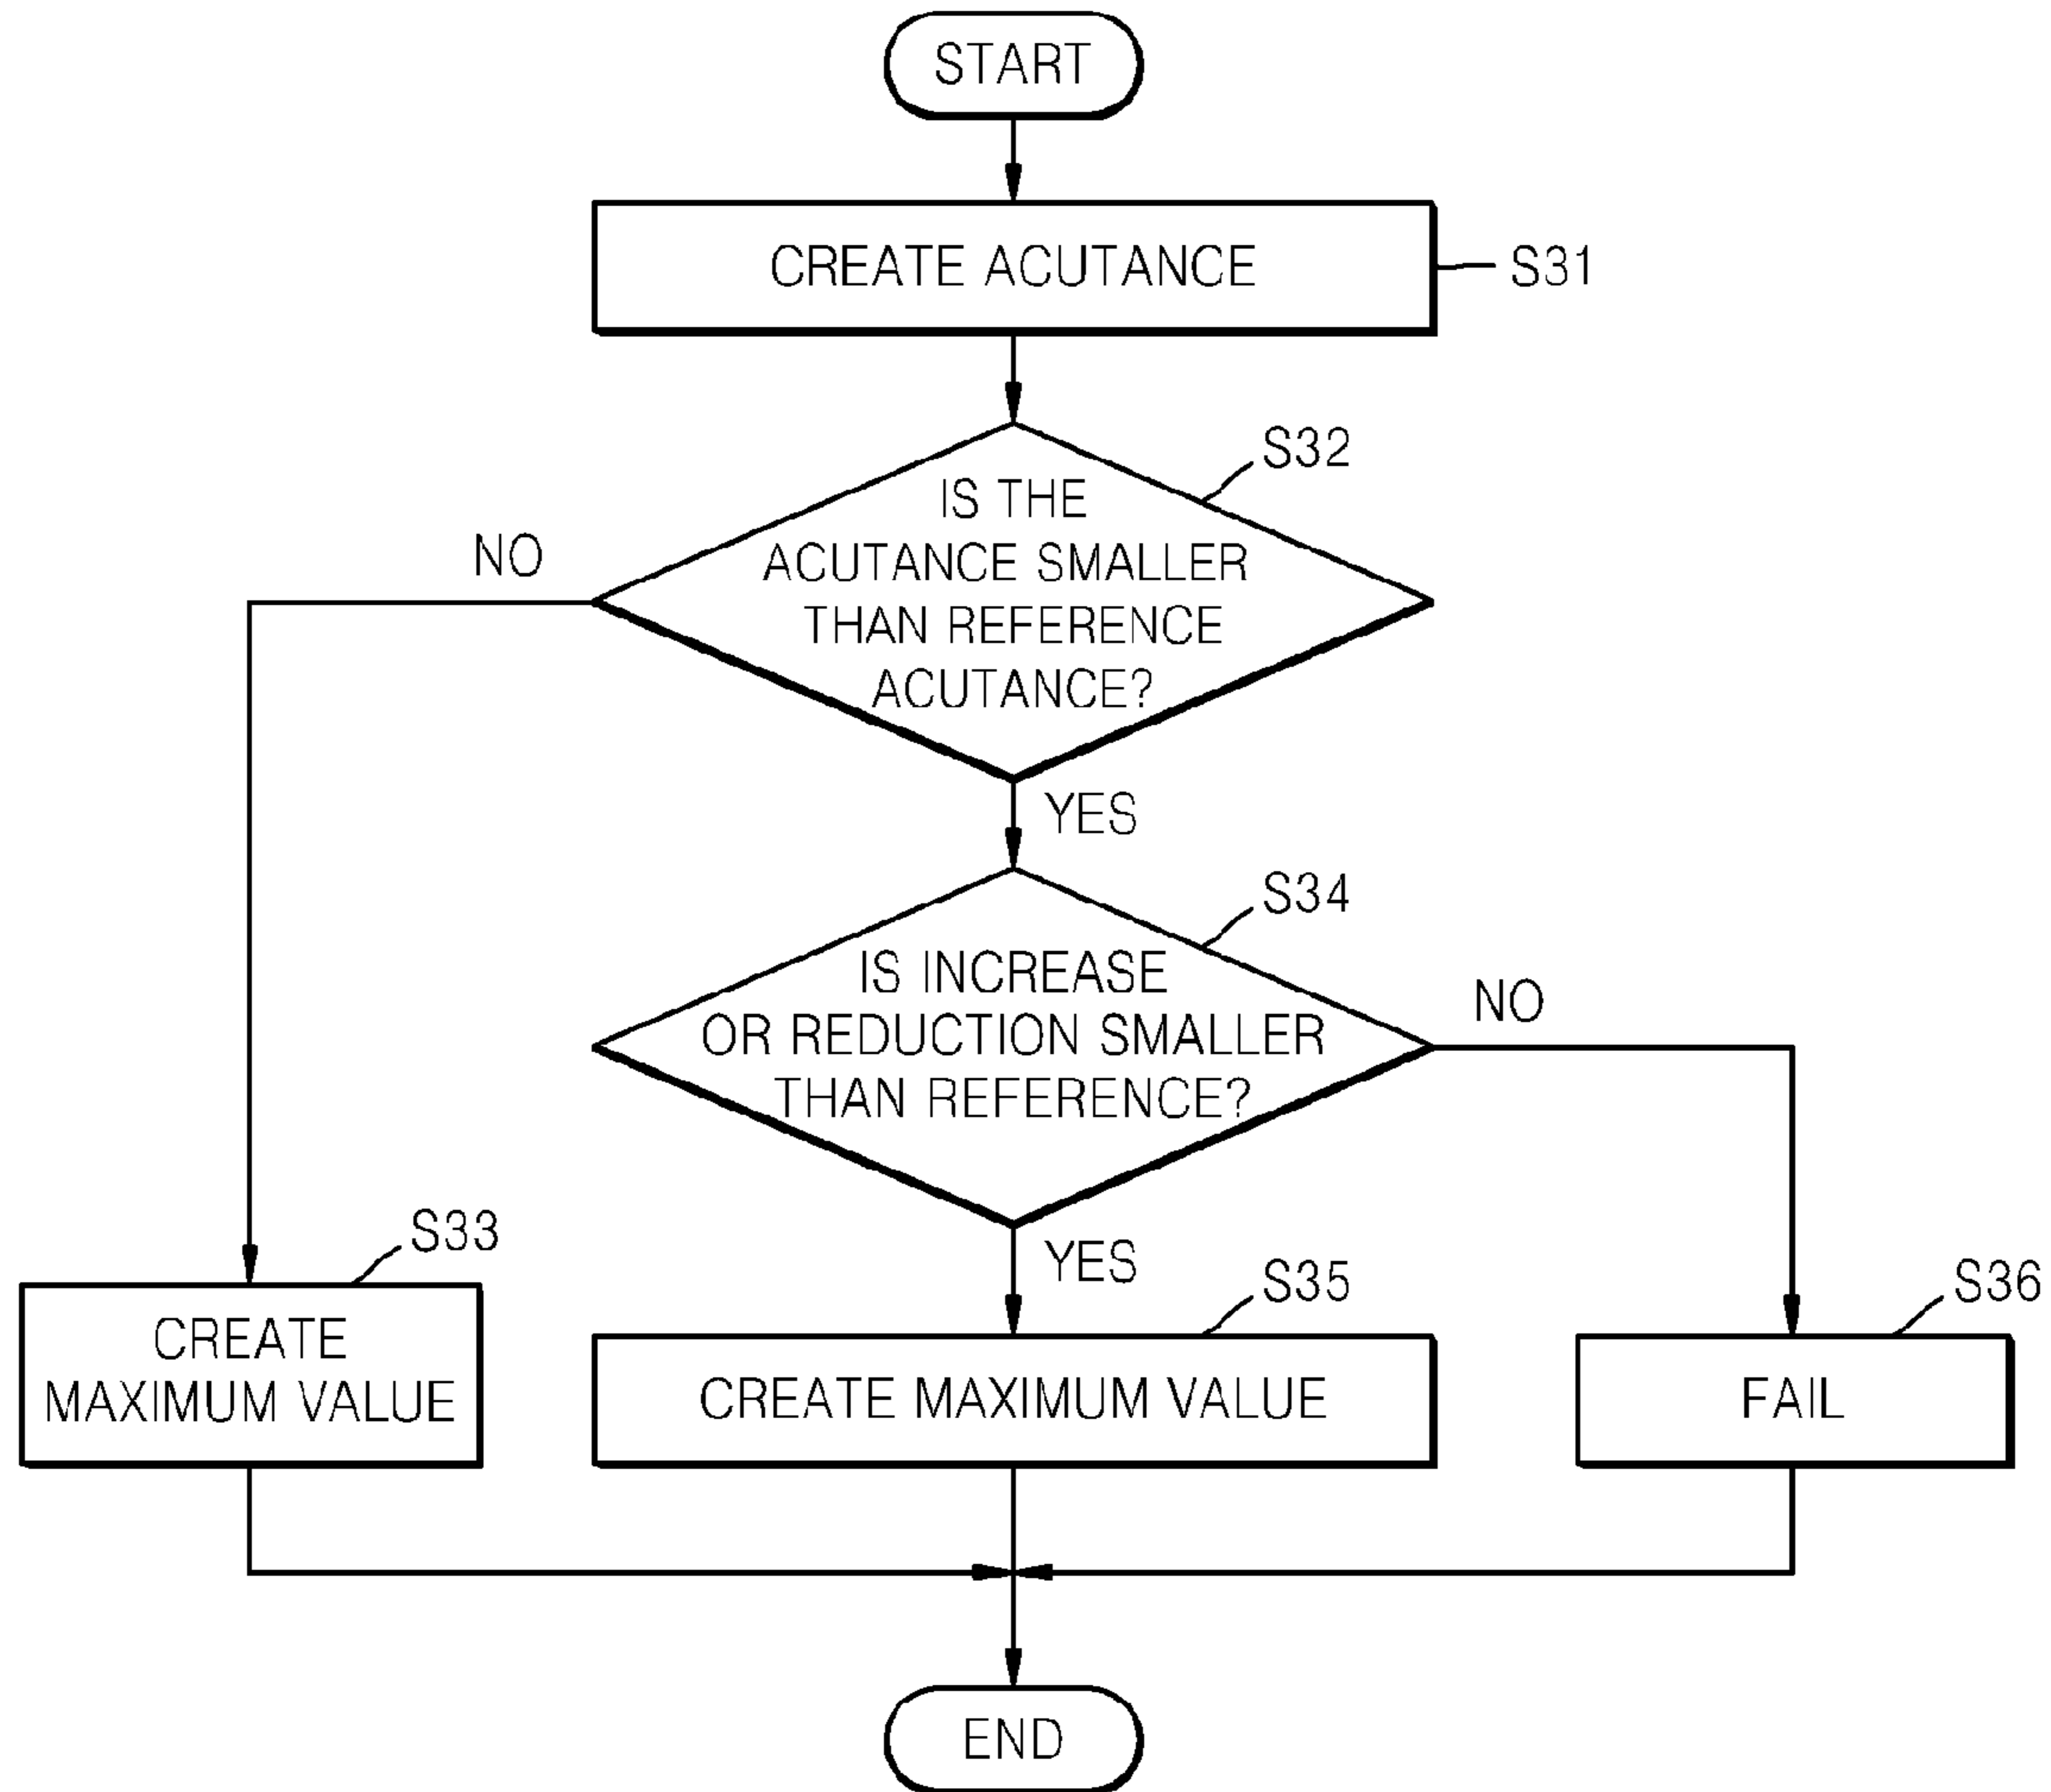 START
CREATE ACUTANCE
S31
S32
IS THE
ACUTANCE SMALLER
THAN REFERENCE
ACUTANCE?
NO
YES
S34
IS INCREASE
OR REDUCTION SMALLER
THAN REFERENCE?
NO
YES
S33
CREATE
MAXIMUM VALUE
S35
CREATE MAXIMUM VALUE
S36
FAIL
END